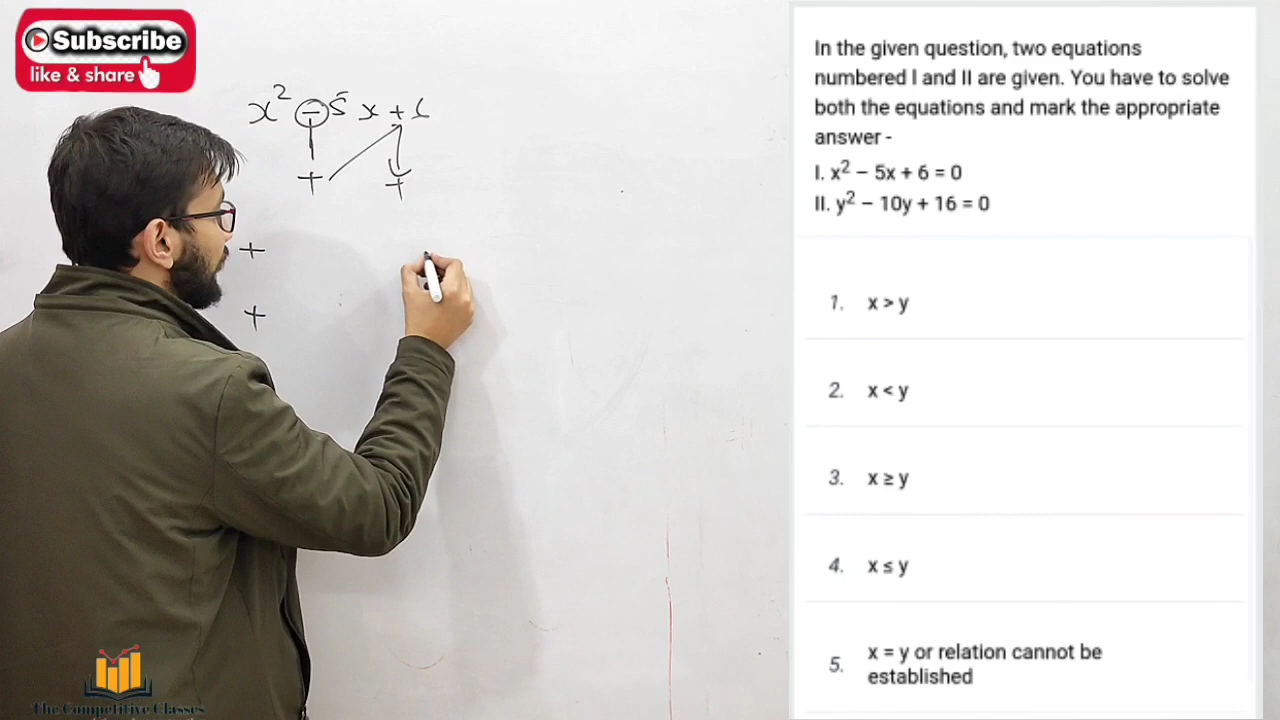 Subscribe
like & share
x² - 5x + 6
+ +
+
+
In the given question, two equations
numbered I and II are given. You have to solve
both the equations and mark the appropriate
answer -
I. x² − 5x + 6 = 0
II. y² − 10y + 16 = 0
1. x > y
2. x < y
3. x ≥ y
4. x ≤ y
5. x = y or relation cannot be
established
The Competitive Classes